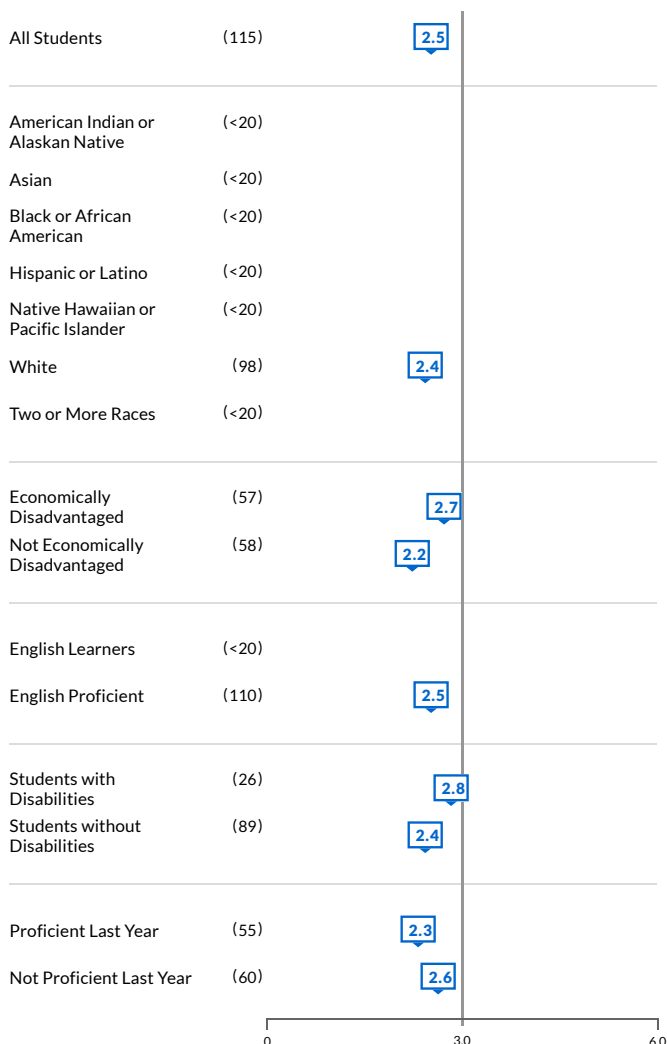 All Students (115) 2.5
American Indian or (<20)
Alaskan Native
Asian (<20)
Black or African (<20)
American
Hispanic or Latino (<20)
Native Hawaiian or (<20)
Pacific Islander
White (98) 2.4
Two or More Races (<20)
Economically (57) 2.7
Disadvantaged
Not Economically (58) 2.2
Disadvantaged
English Learners (<20)
English Proficient (110) 2.5
Students with (26) 2.8
Disabilities
Students without (89) 2.4
Disabilities
Proficient Last Year (55) 2.3
Not Proficient Last Year (60) 2.6
0 3.0 6.0